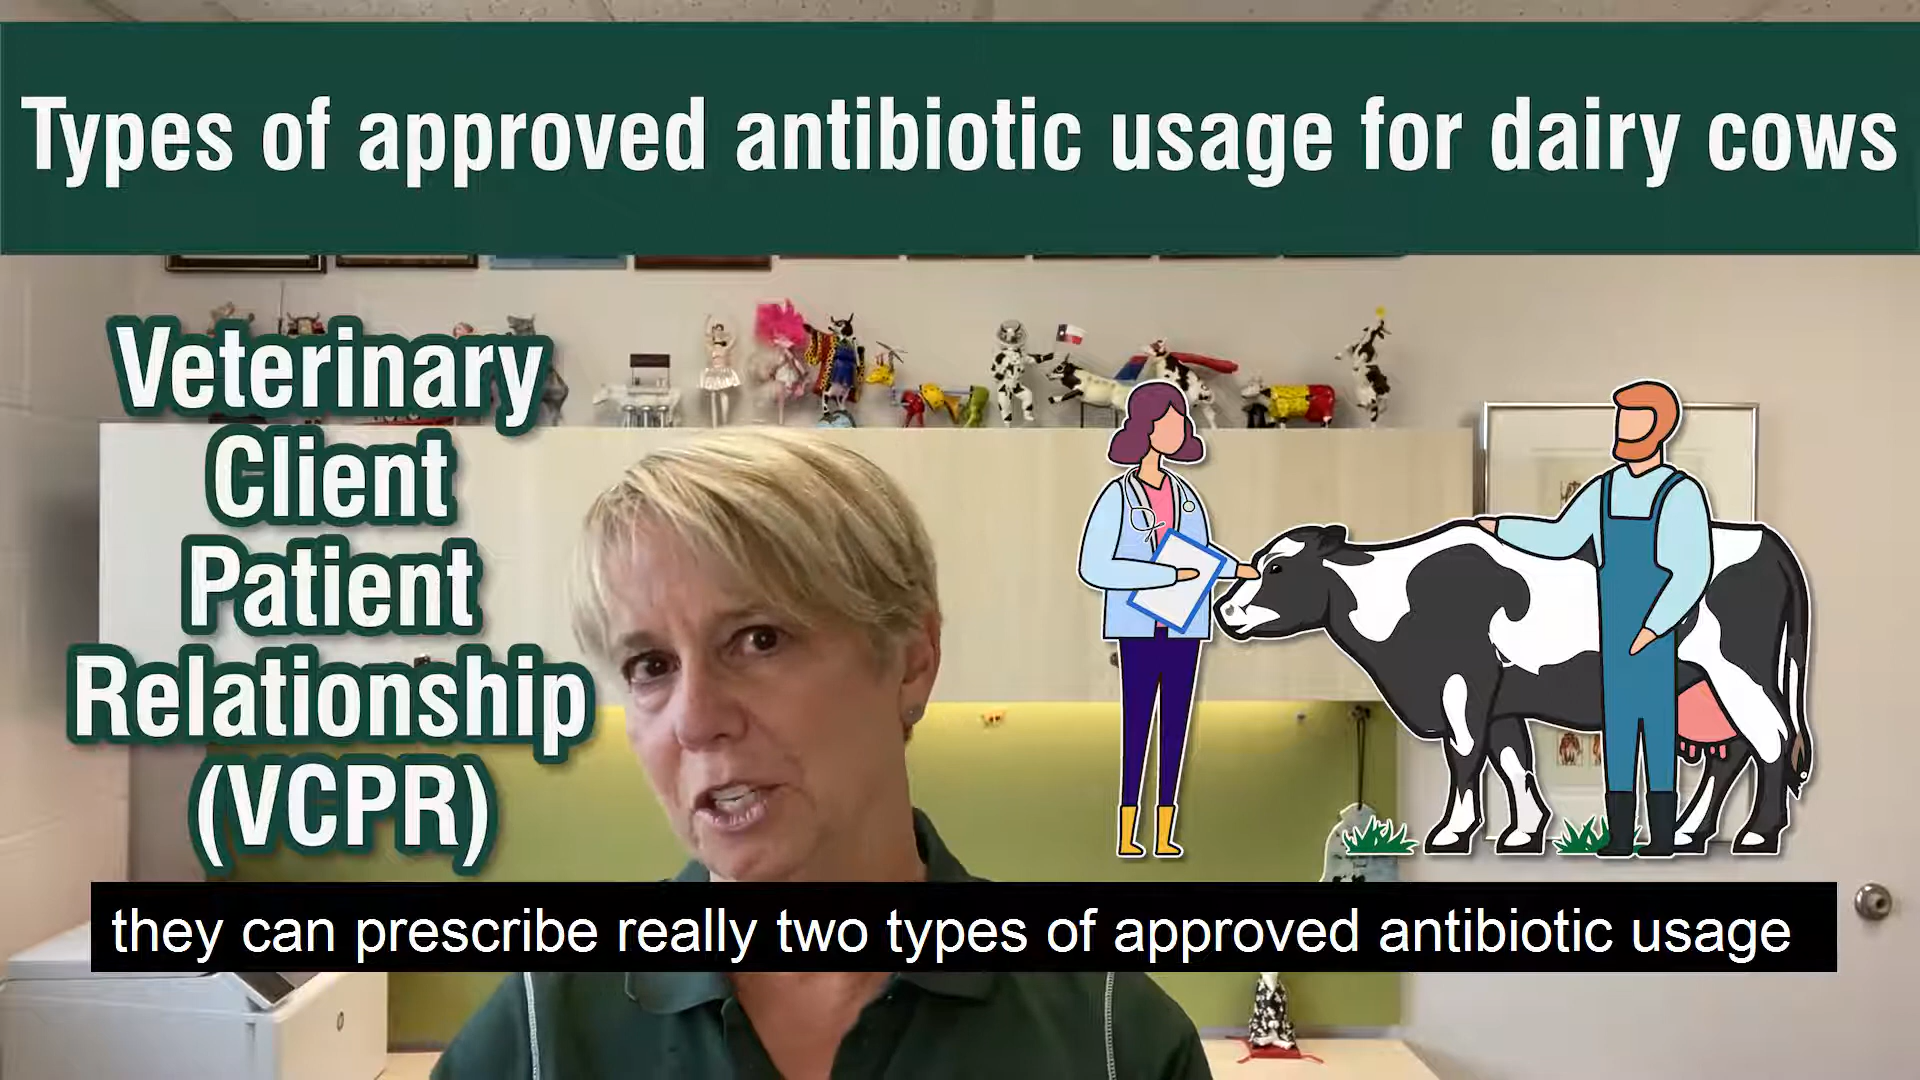 Types of approved antibiotic usage for dairy cows
Veterinary
Client
Patient
Relationship
(VCPR)
they can prescribe really two types of approved antibiotic usage